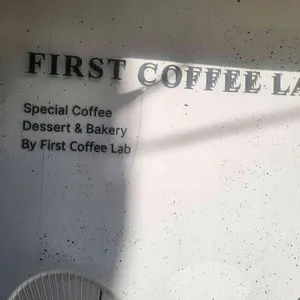 FIRST COFFEE LA
Special Coffee
Dessert & Bakery
By First Coffee Lab